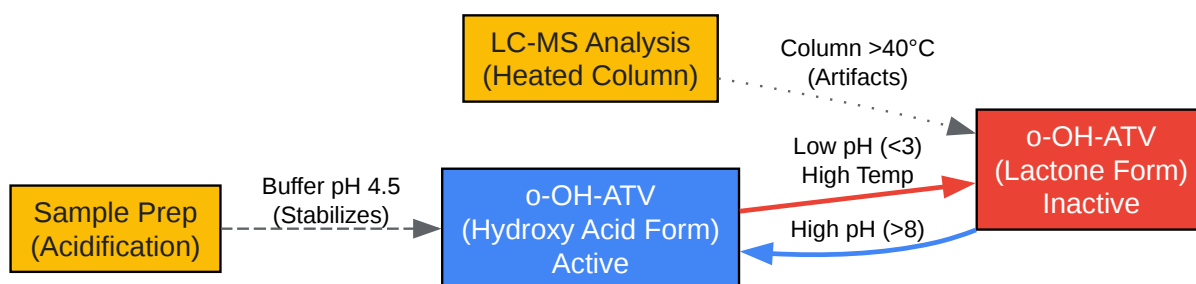 LC-MS Analysis
(Heated Column)
Column >40°C
(Artifacts)
Sample Prep
(Acidification)
Buffer pH 4.5
(Stabilizes)
o-OH-ATV
(Hydroxy Acid Form)
Active
Low pH (<3)
High Temp
High pH (>8)
o-OH-ATV
(Lactone Form)
Inactive